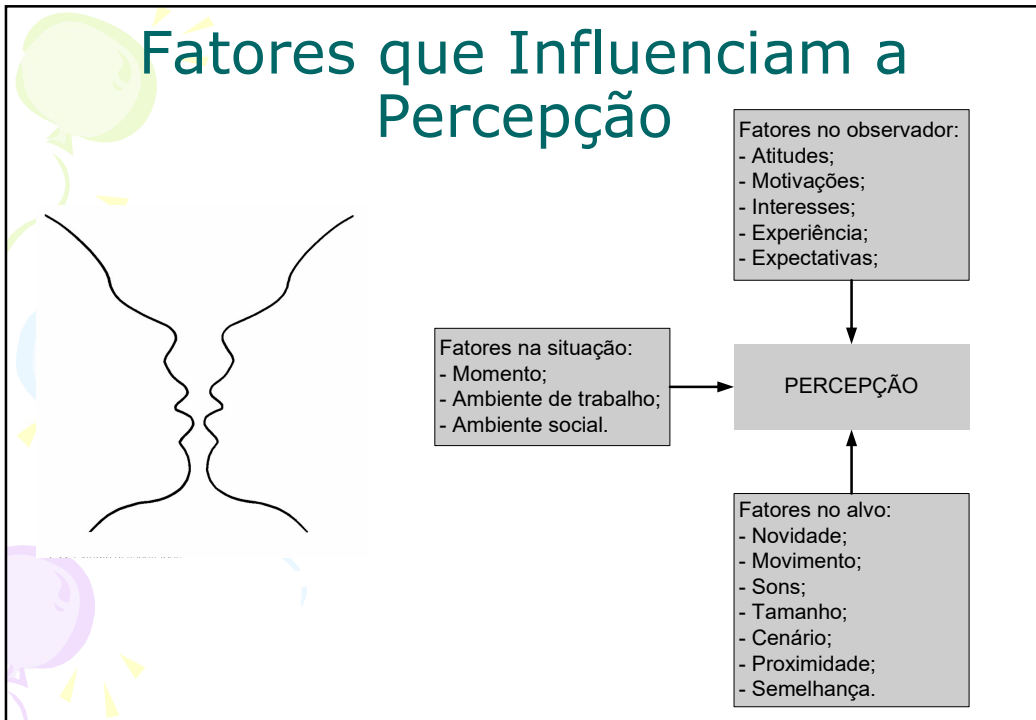 Fatores que Influenciam a
Percepção
Fatores no observador:
- Atitudes;
- Motivações;
- Interesses;
- Experiência;
- Expectativas;
Fatores na situação:
- Momento;
- Ambiente de trabalho;
- Ambiente social.
PERCEPÇÃO
Fatores no alvo:
- Novidade;
- Movimento;
- Sons;
- Tamanho;
- Cenário;
- Proximidade;
- Semelhança.